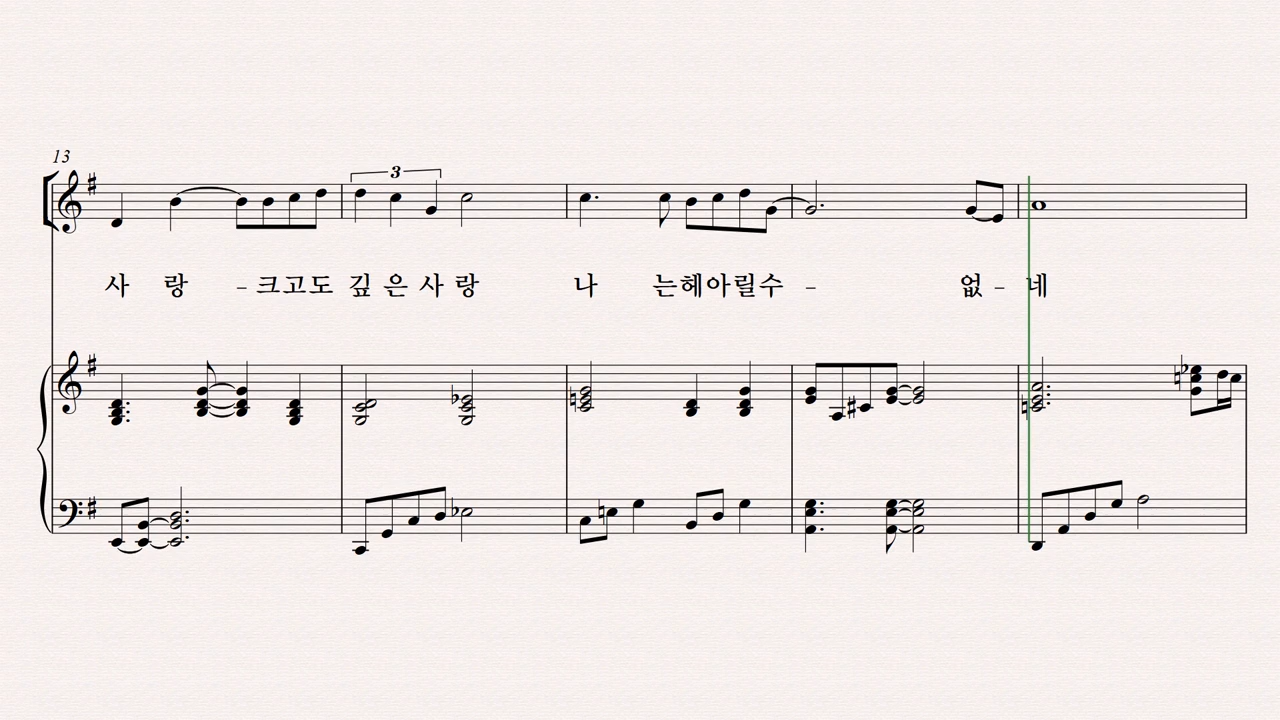 13
3
사 랑 - 크고도 깊 은 사 랑 나 는헤아릴수 - 없 - 네